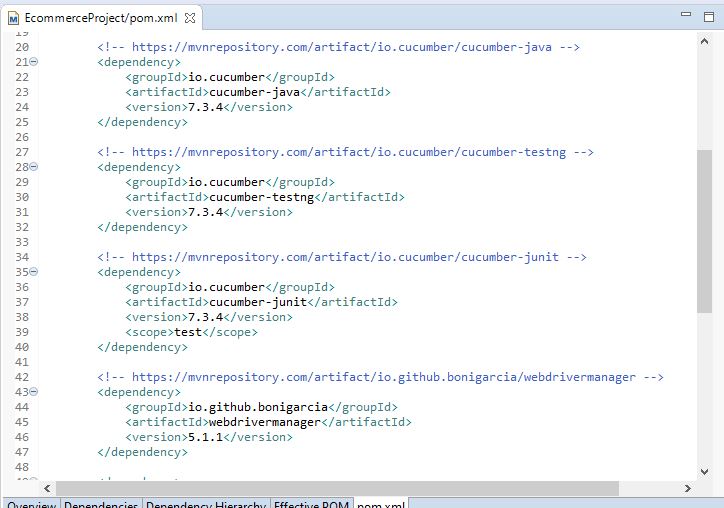 EcommerceProject/pom.xml
19
20 <!-- https://mvnrepository.com/artifact/io.cucumber/cucumber-java -->
21 <dependency>
22 <groupId>io.cucumber</groupId>
23 <artifactId>cucumber-java</artifactId>
24 <version>7.3.4</version>
25 </dependency>
26
27 <!-- https://mvnrepository.com/artifact/io.cucumber/cucumber-testng -->
28 <dependency>
29 <groupId>io.cucumber</groupId>
30 <artifactId>cucumber-testng</artifactId>
31 <version>7.3.4</version>
32 </dependency>
33
34 <!-- https://mvnrepository.com/artifact/io.cucumber/cucumber-junit -->
35 <dependency>
36 <groupId>io.cucumber</groupId>
37 <artifactId>cucumber-junit</artifactId>
38 <version>7.3.4</version>
39 <scope>test</scope>
40 </dependency>
41
42 <!-- https://mvnrepository.com/artifact/io.github.bonigarcia/webdrivermanager -->
43 <dependency>
44 <groupId>io.github.bonigarcia</groupId>
45 <artifactId>webdrivermanager</artifactId>
46 <version>5.1.1</version>
47 </dependency>
48
Overview Dependencies Dependency Hierarchy Effective POM pom.xml